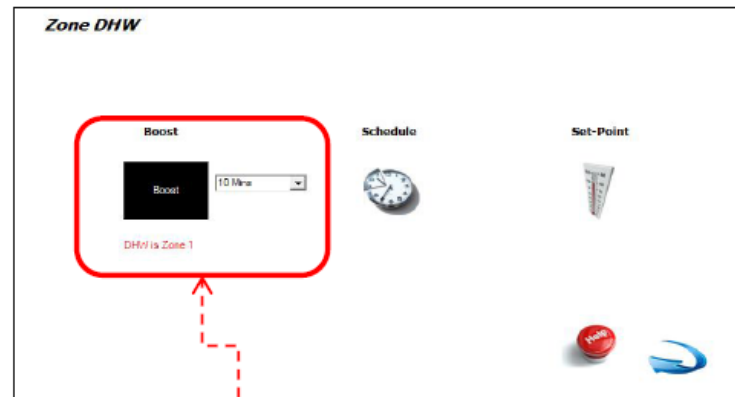 Zone DHW
Boost
Schedule
Set-Point
Boost
10 Mins
DHW is Zone 1
Help